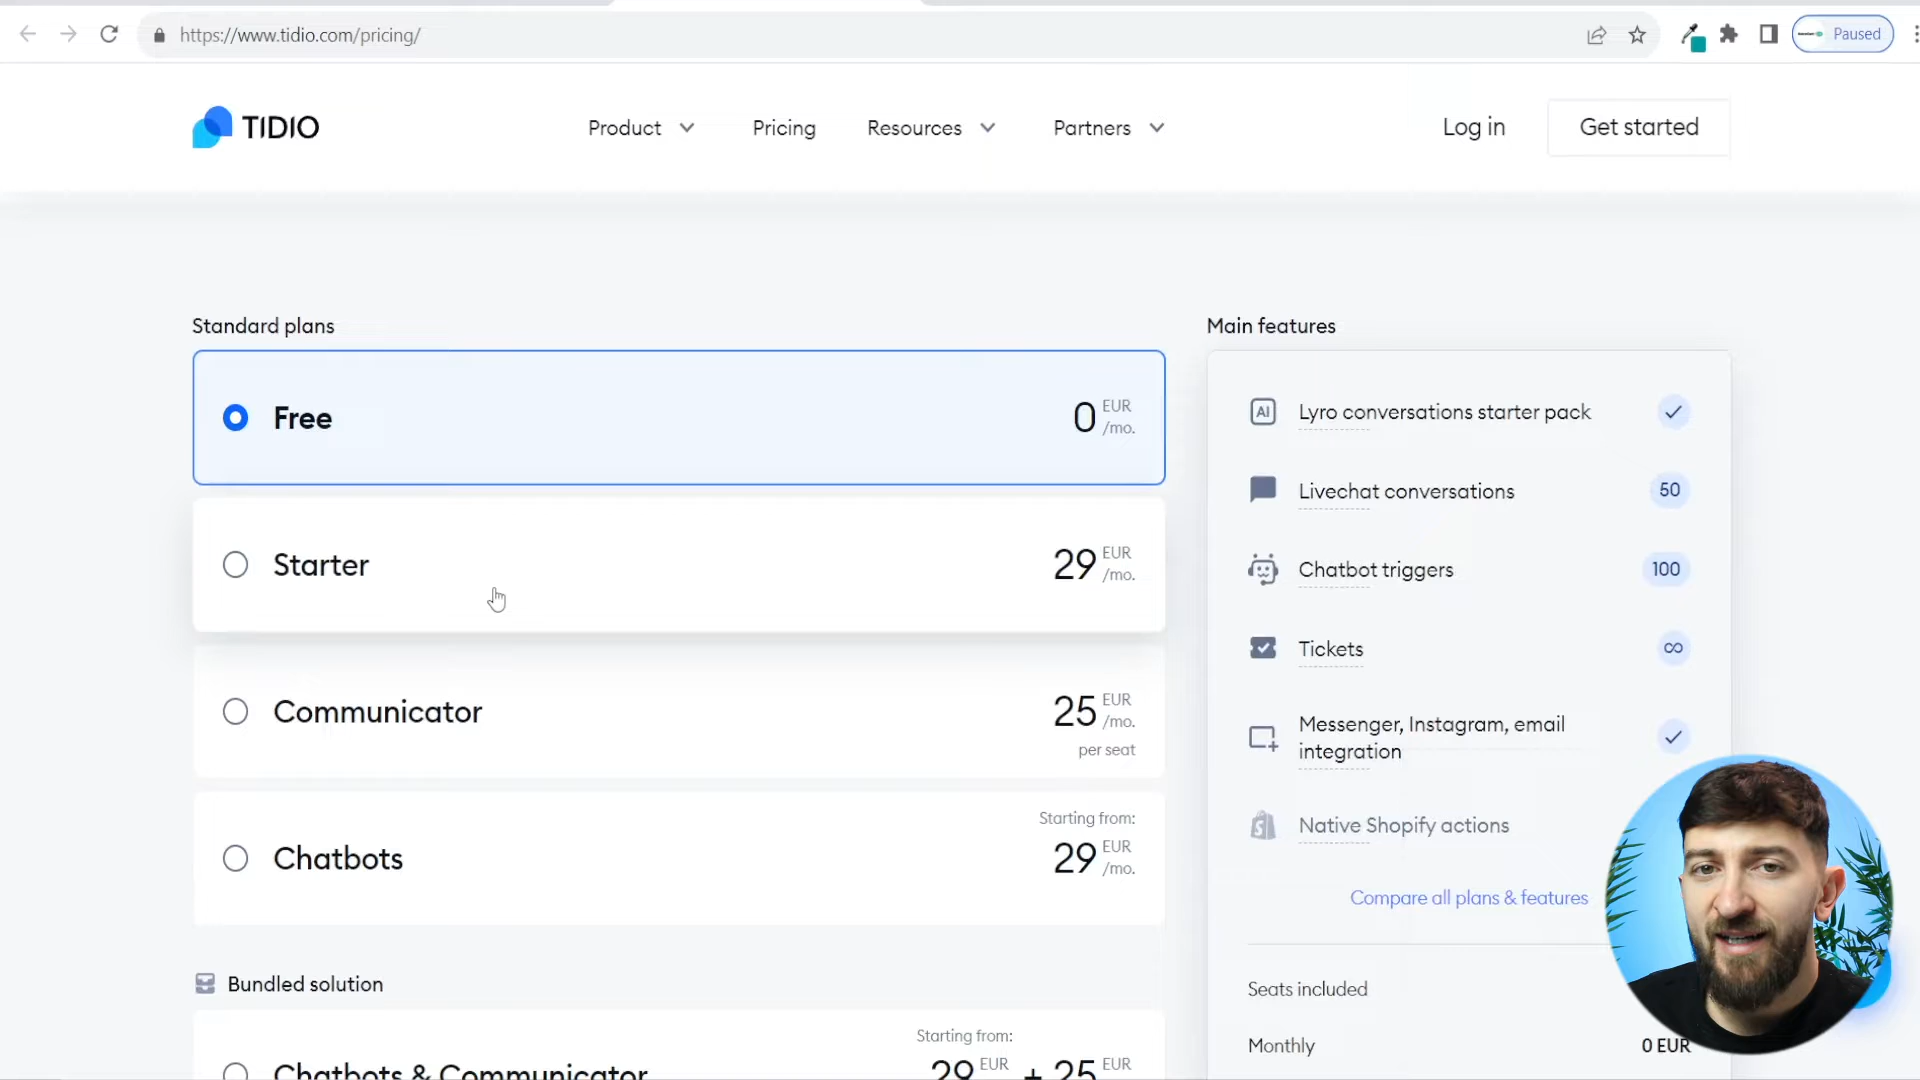 https://www.tidio.com/pricing/
Paused
TIDIO
Product
Pricing
Resources
Partners
Log in
Get started
Standard plans
Free
0 EUR /mo.
Starter
29 EUR /mo.
Communicator
25 EUR /mo.
per seat
Chatbots
Starting from:
29 EUR /mo.
Bundled solution
Chatbots & Communicator
Starting from:
29 EUR + 25 EUR
Main features
AI
Lyro conversations starter pack
Livechat conversations
50
Chatbot triggers
100
Tickets
∞
Messenger, Instagram, email
integration
Native Shopify actions
Compare all plans & features
Seats included
Monthly
0 EUR